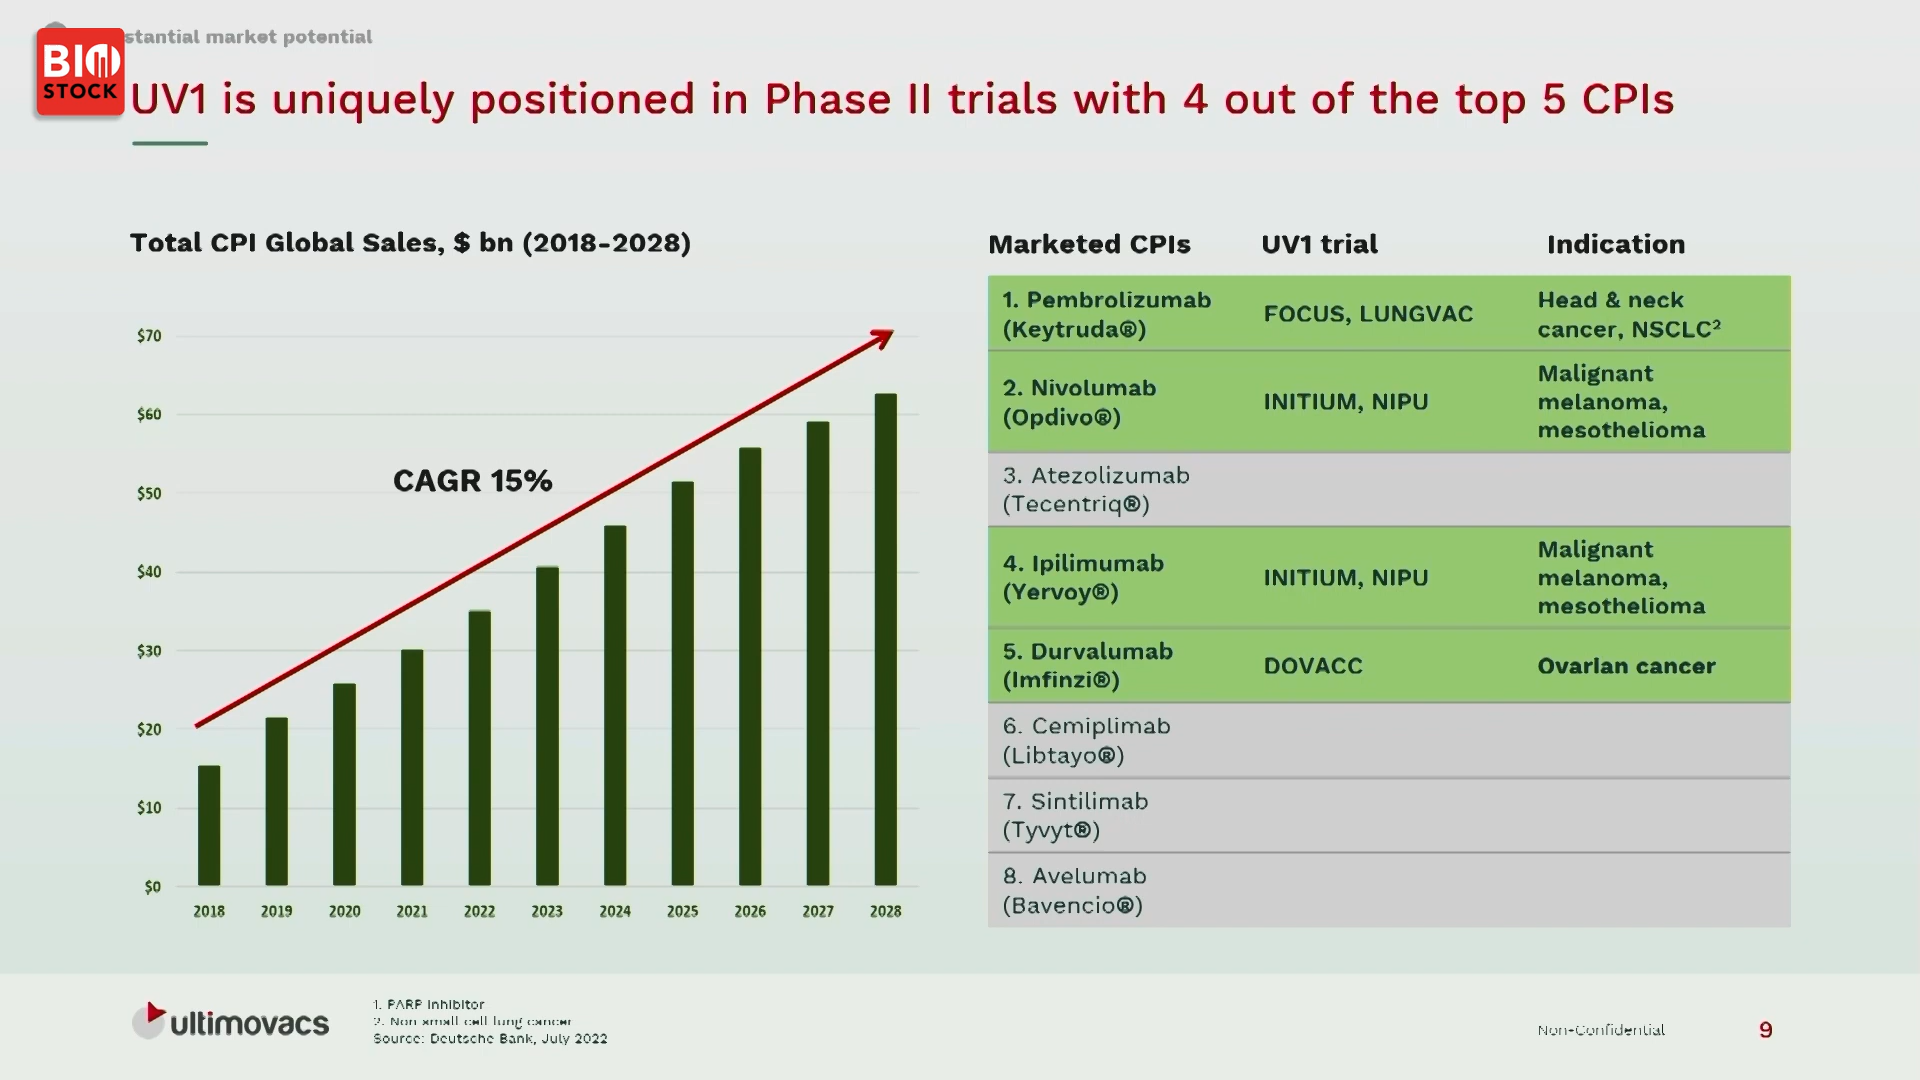 stantial market potential
BIO
STOCK
UV1 is uniquely positioned in Phase II trials with 4 out of the top 5 CPIs
Total CPI Global Sales, $ bn (2018-2028)
$70
$60
$50
$40
$30
$20
$10
$0
CAGR 15%
2018 2019 2020 2021 2022 2023 2024 2025 2026 2027 2028
Marketed CPIs UV1 trial Indication
1. Pembrolizumab
(Keytruda®)
FOCUS, LUNGVAC
Head & neck
cancer, NSCLC²
2. Nivolumab
(Opdivo®)
INITIUM, NIPU
Malignant
melanoma,
mesothelioma
3. Atezolizumab
(Tecentriq®)
4. Ipilimumab
(Yervoy®)
INITIUM, NIPU
Malignant
melanoma,
mesothelioma
5. Durvalumab
(Imfinzi®)
DOVACC
Ovarian cancer
6. Cemiplimab
(Libtayo®)
7. Sintilimab
(Tyvyt®)
8. Avelumab
(Bavencio®)
ultimovacs
1. PARP inhibitor
2. Non small cell lung cancer
Source: Deutsche Bank, July 2022
Non-Confidential
9